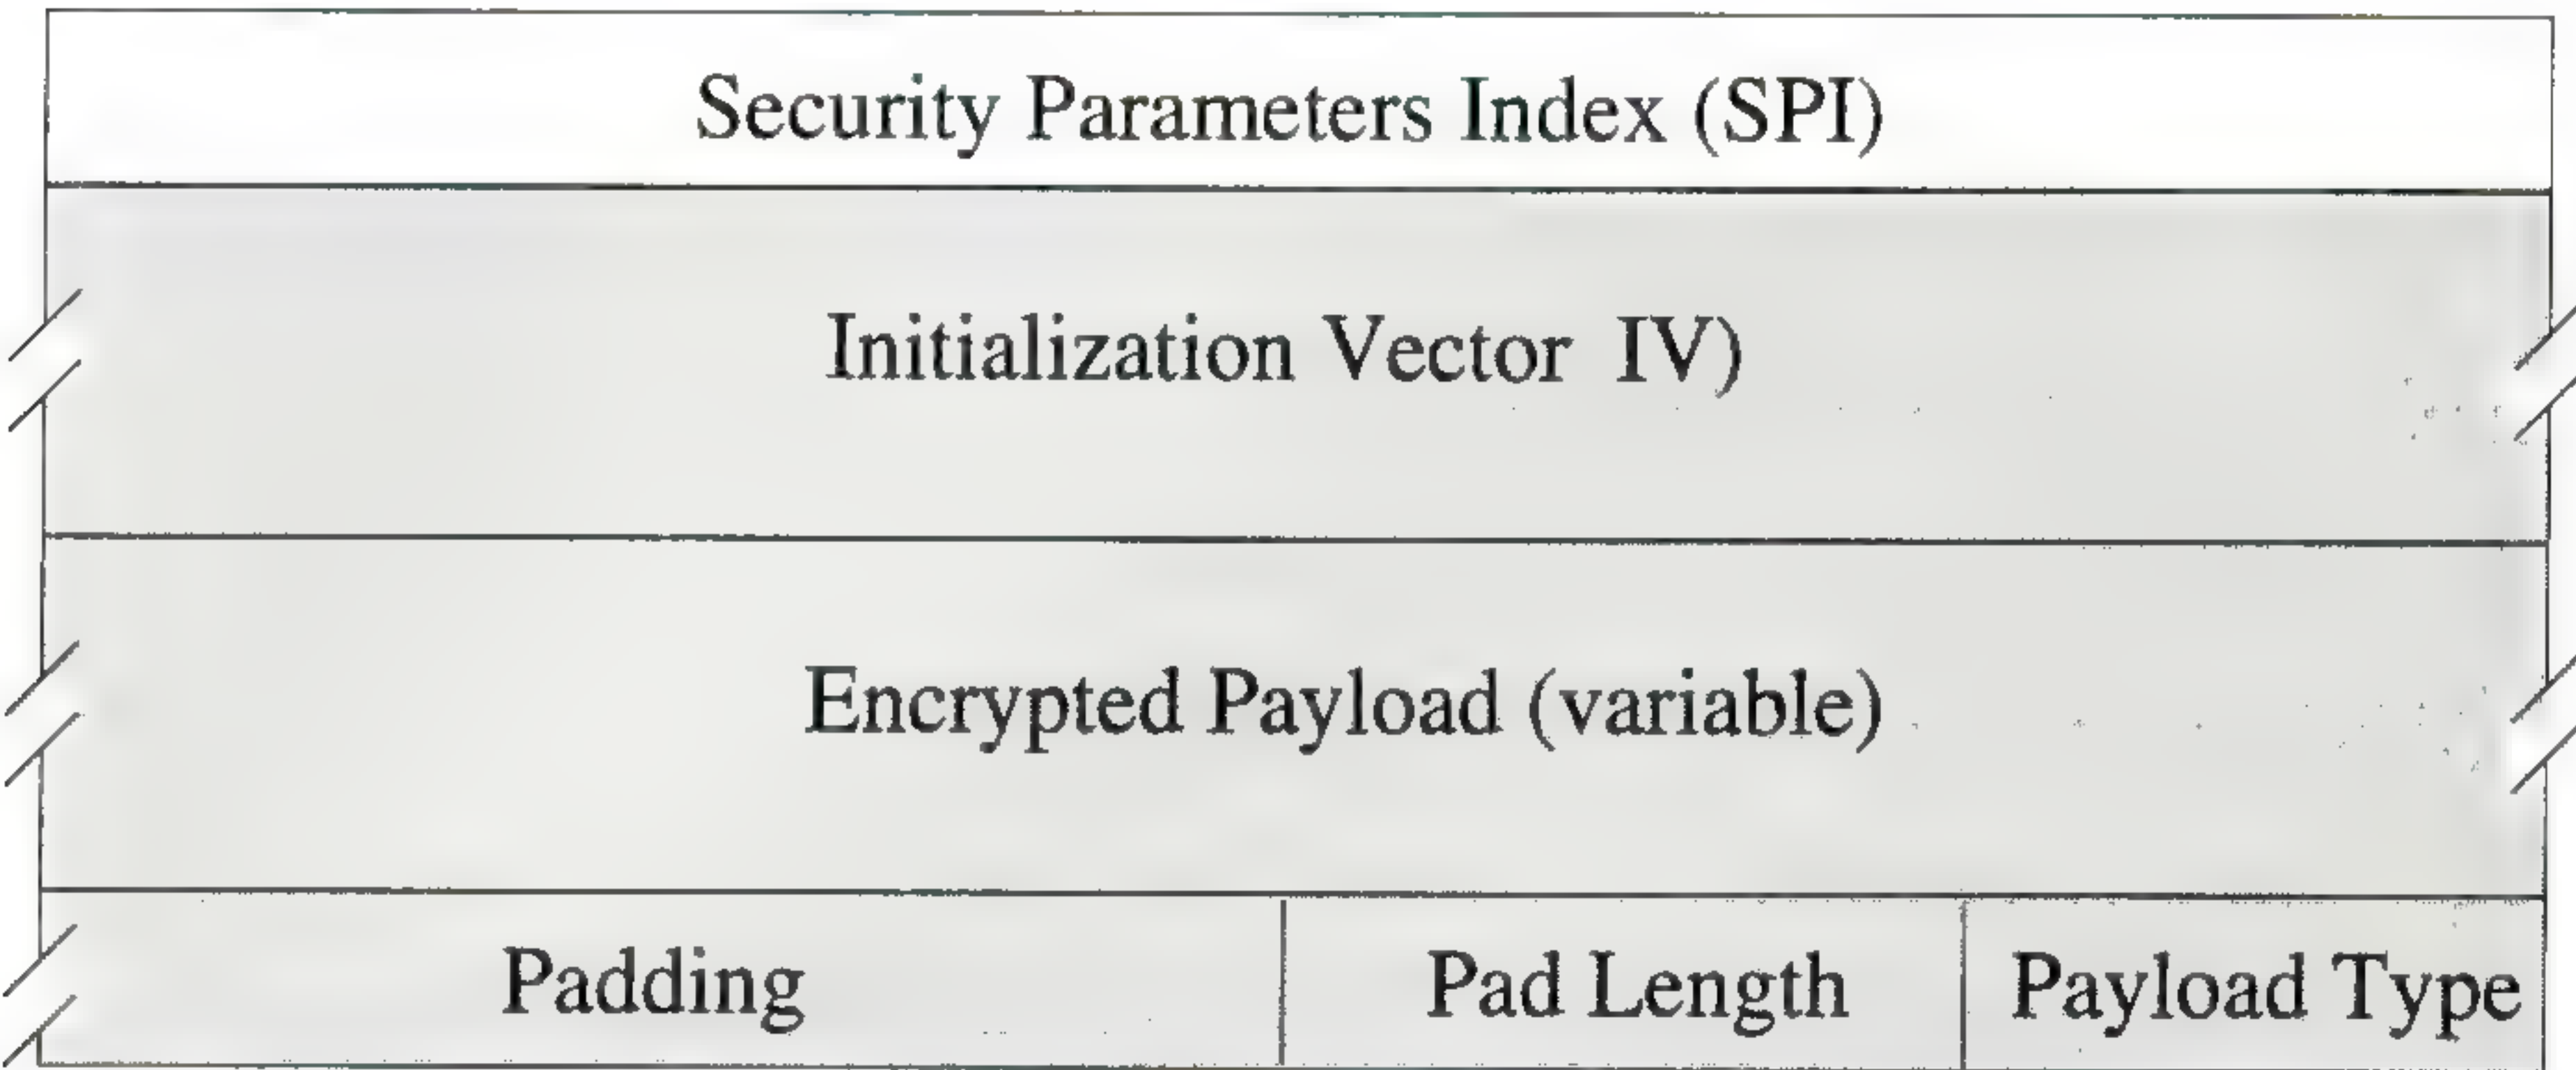 Security Parameters Index (SPI)
Initialization Vector IV)
Encrypted Payload (variable)
Padding Pad Length Payload Type